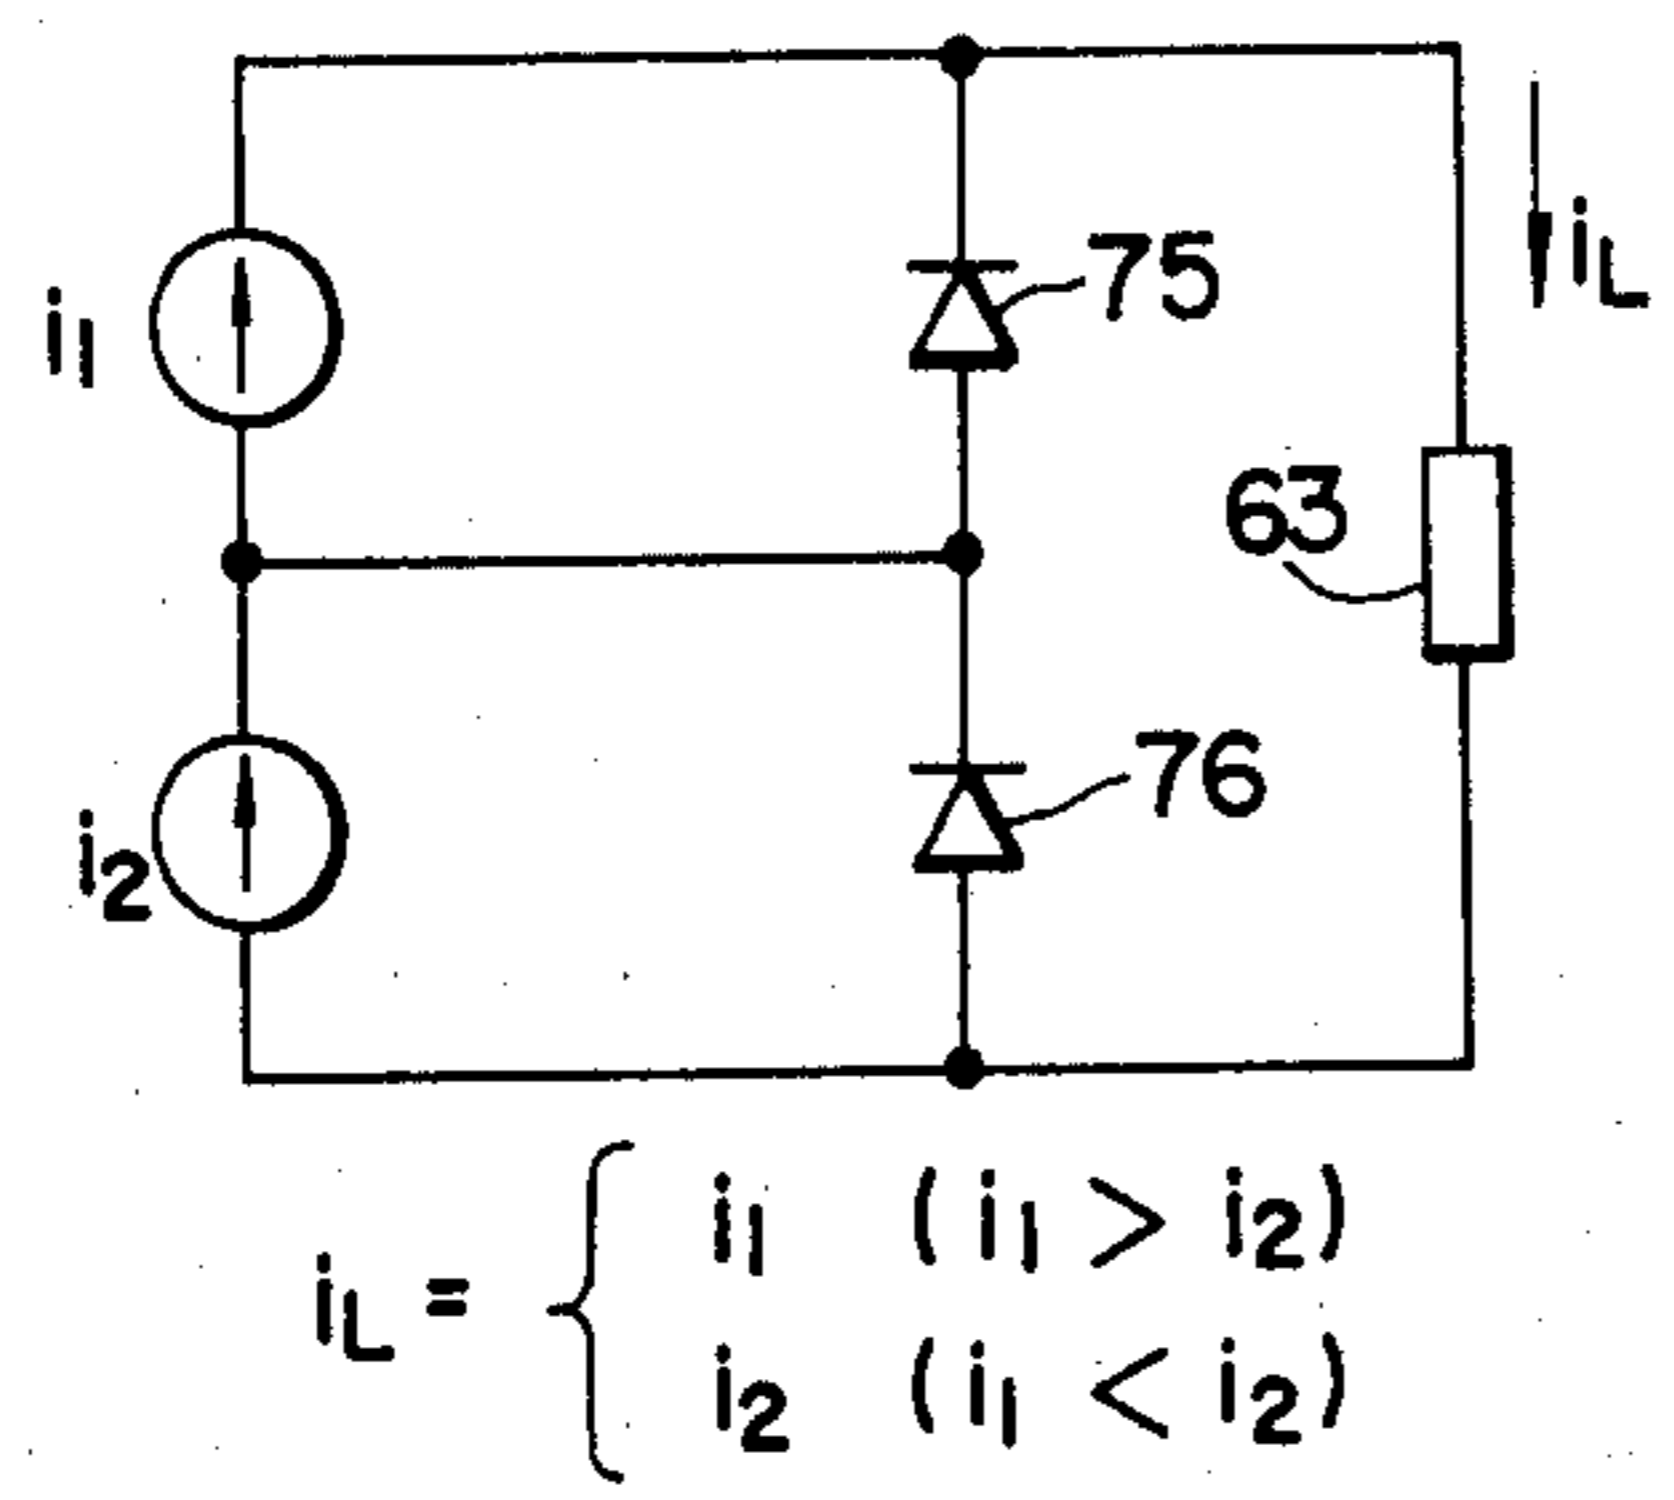 i1
75
iL
63
i2
76
iL = { i1 (i1 > i2)
i2 (i1 < i2)